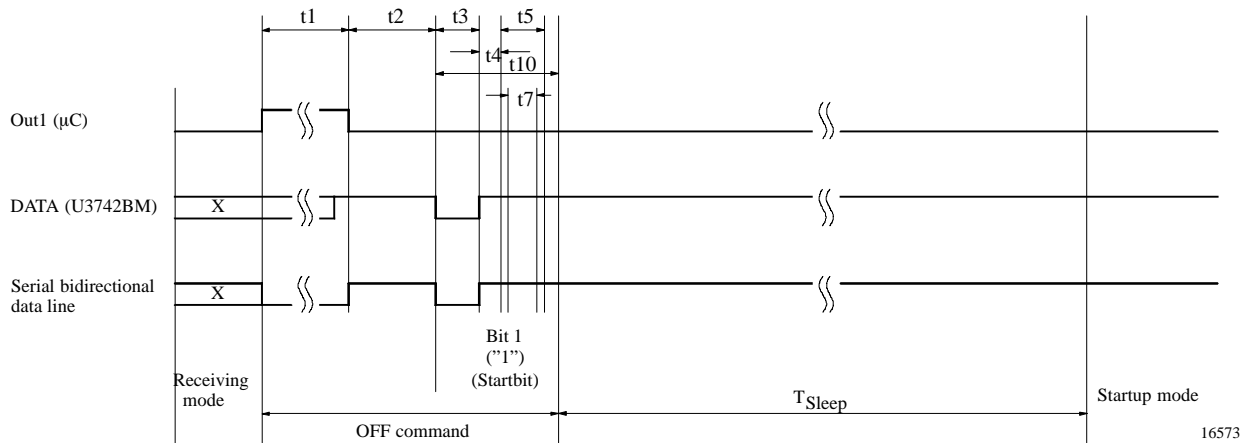 t1
t2
t3
t5
t4
t10
t7
Out1 (μC)
DATA (U3742BM)
X
Serial bidirectional
data line
X
Bit 1
(”1”)
(Startbit)
Receiving
mode
TSleep
Startup mode
OFF command
16573